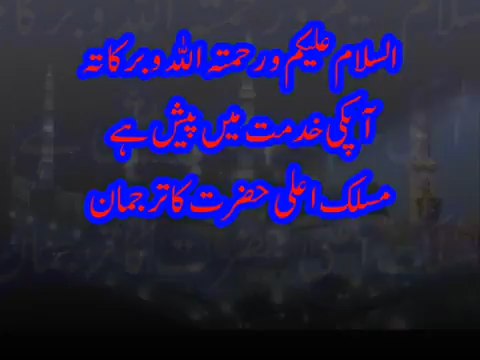 السلام علیکم ورحمتہ اللہ وبرکاتہ
آپکی خدمت میں پیش ہے
مسلک اعلی حضرت کا ترجمان